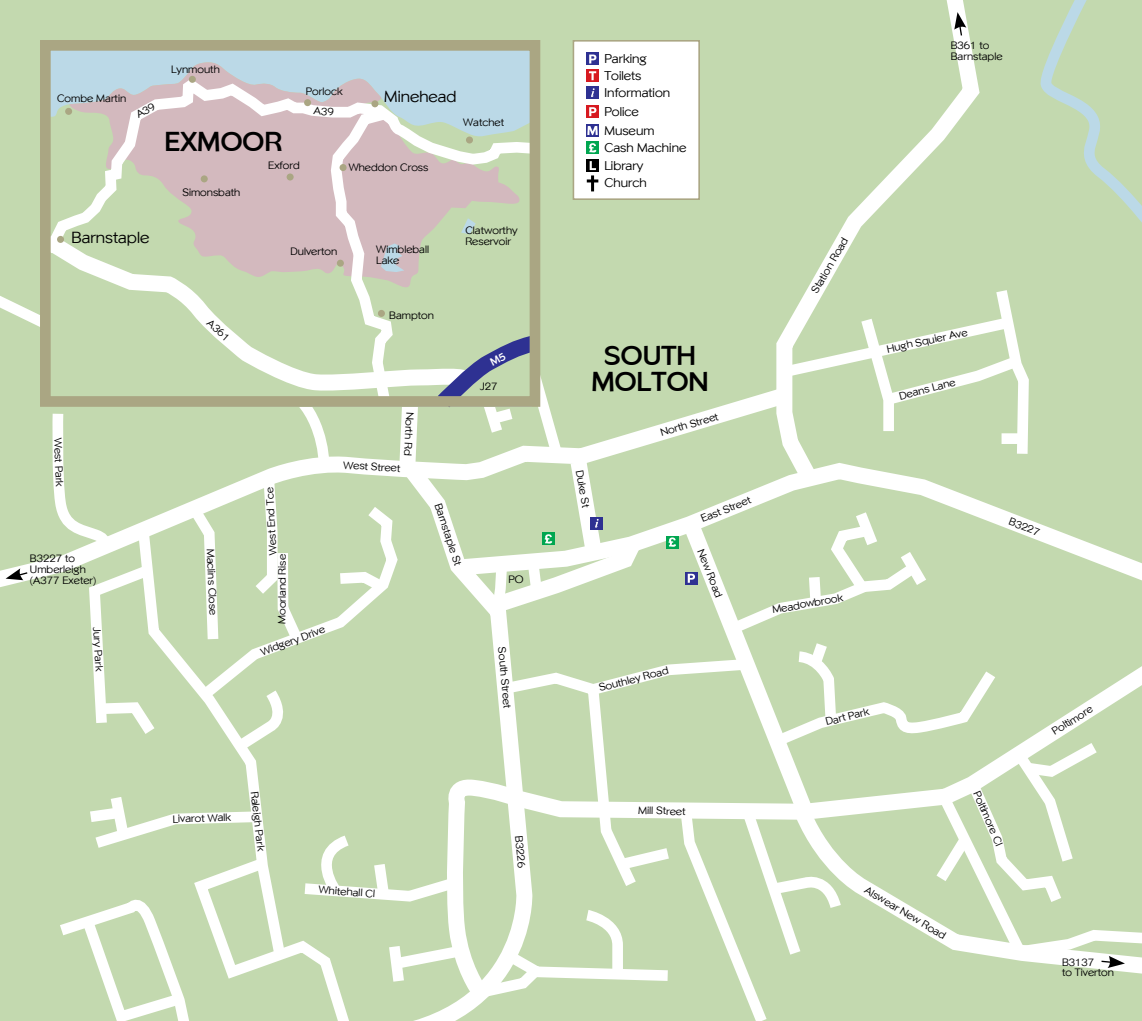 B361 to
Barnstaple
Lynmouth
Combe Martin
A39
Porlock
A39
Minehead
Watchet
EXMOOR
Exford
Wheddon Cross
Simonsbath
Barnstaple
Clatworthy
Reservoir
Dulverton
Wimbleball
Lake
Bampton
A361
M5
J27
P Parking
T Toilets
i Information
P Police
M Museum
£ Cash Machine
L Library
Church
Station Road
SOUTH
MOLTON
Hugh Squier Ave
Deans Lane
North Street
North Rd
West Park
West Street
West End Tce
Duke St
Barnstaple St
East Street
B3227
i
£
£
PO
P
New Road
B3227 to
Umberleigh
(A377 Exeter)
Maclins Close
Moorland Rise
Widgery Drive
Jury Park
Meadowbrook
South Street
Southley Road
Dart Park
Poltimore
Poltimore Cl
Mill Street
Livarot Walk
Raleigh Park
B3226
Whitehall Cl
Alswear New Road
B3137
to Tiverton